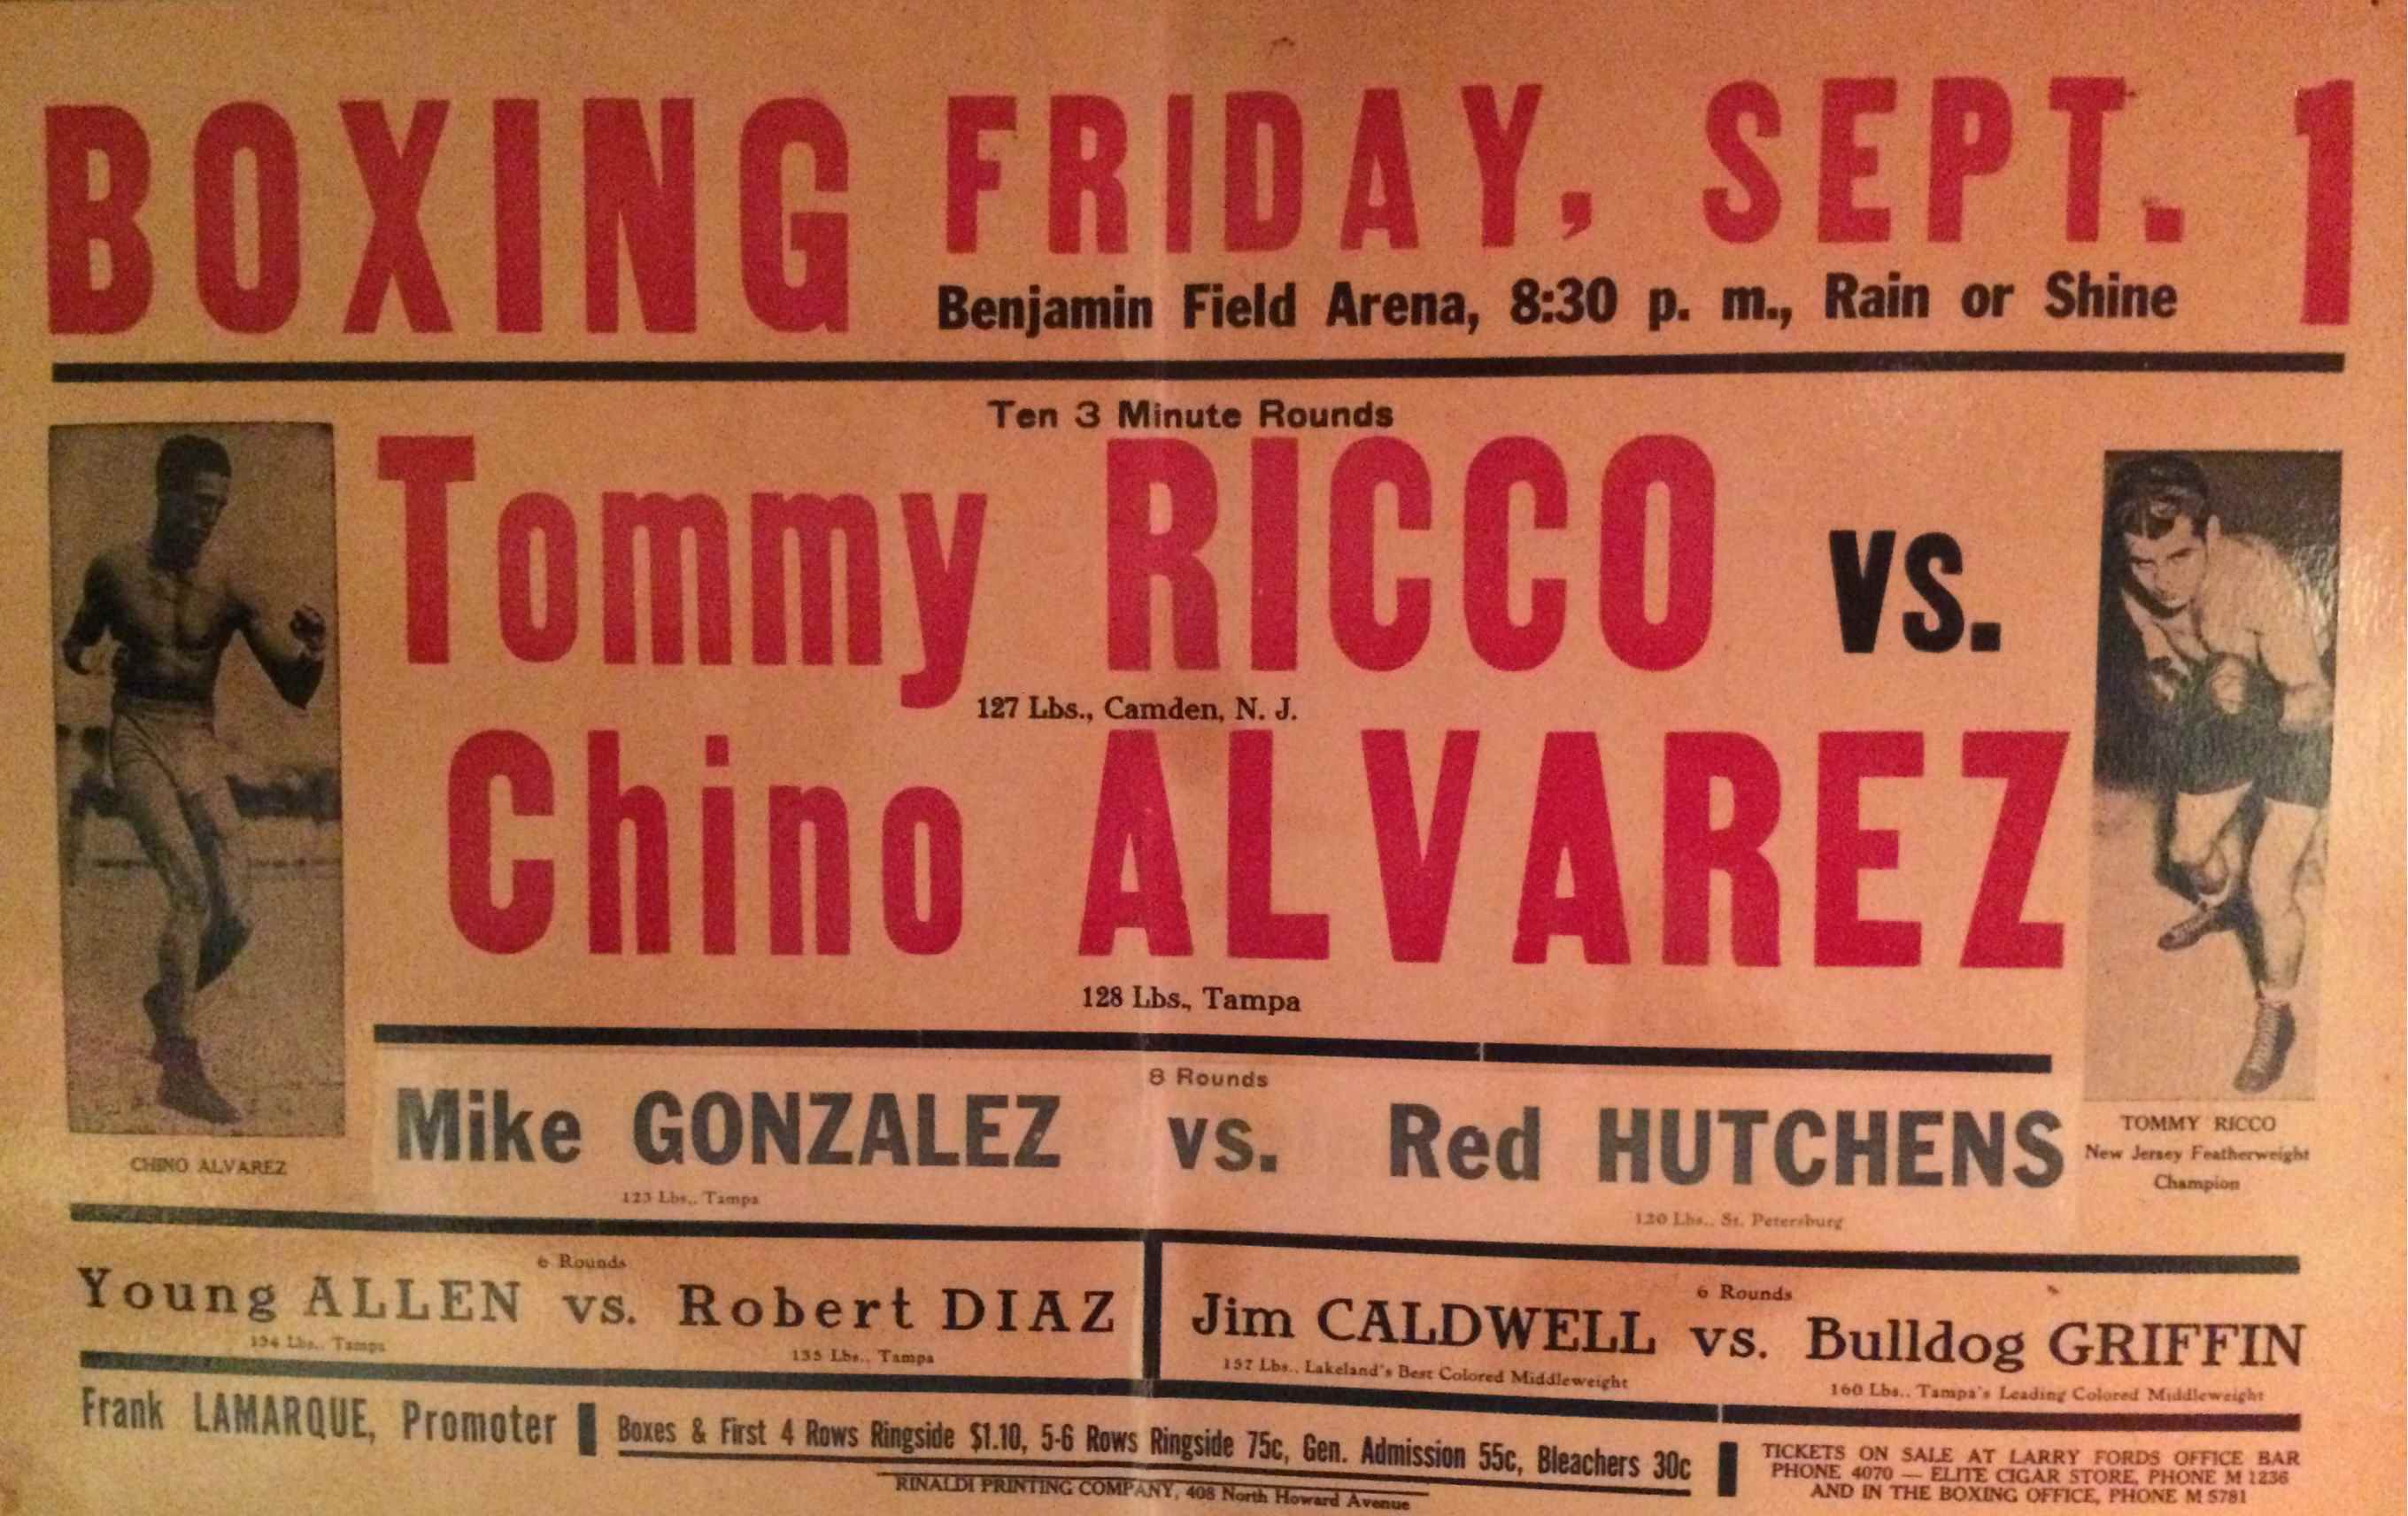 BOXING FRIDAY, SEPT. 1
Benjamin Field Arena, 8:30 p. m., Rain or Shine
Ten 3 Minute Rounds
Tommy RICCO vs.
127 Lbs., Camden, N. J.
Chino ALVAREZ
128 Lbs., Tampa
CHINO ALVAREZ
TOMMY RICCO
New Jersey Featherweight
Champion
8 Rounds
Mike GONZALEZ vs. Red HUTCHENS
123 Lbs., Tampa
120 Lbs., St. Petersburg
6 Rounds
Young ALLEN vs. Robert DIAZ
134 Lbs., Tampa
135 Lbs., Tampa
6 Rounds
Jim CALDWELL vs. Bulldog GRIFFIN
157 Lbs., Lakeland's Best Colored Middleweight
160 Lbs., Tampa's Leading Colored Middleweight
Frank LAMARQUE, Promoter
Boxes & First 4 Rows Ringside $1.10, 5-6 Rows Ringside 75c, Gen. Admission 55c, Bleachers 30c
TICKETS ON SALE AT LARRY FORDS OFFICE BAR
PHONE 4070 — ELITE CIGAR STORE, PHONE M 1236
AND IN THE BOXING OFFICE, PHONE M 5781
RINALDI PRINTING COMPANY, 408 North Howard Avenue